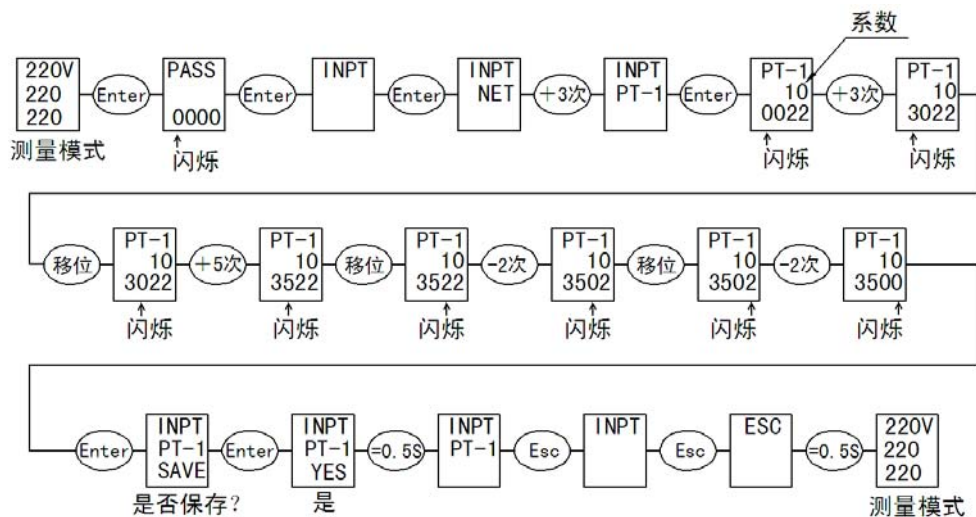 系数
220V
220
220
Enter
PASS
0000
Enter
INPT
Enter
INPT
NET
+3次
INPT
PT-1
Enter
PT-1
10
0022
+3次
PT-1
10
3022
测量模式
闪烁
闪烁
闪烁
移位
PT-1
10
3022
+5次
PT-1
10
3522
移位
PT-1
10
3522
-2次
PT-1
10
3502
移位
PT-1
10
3502
-2次
PT-1
10
3500
闪烁
闪烁
闪烁
闪烁
闪烁
闪烁
Enter
INPT
PT-1
SAVE
Enter
INPT
PT-1
YES
=0.5S
INPT
PT-1
Esc
INPT
Esc
ESC
=0.5S
220V
220
220
是否保存?
是
测量模式